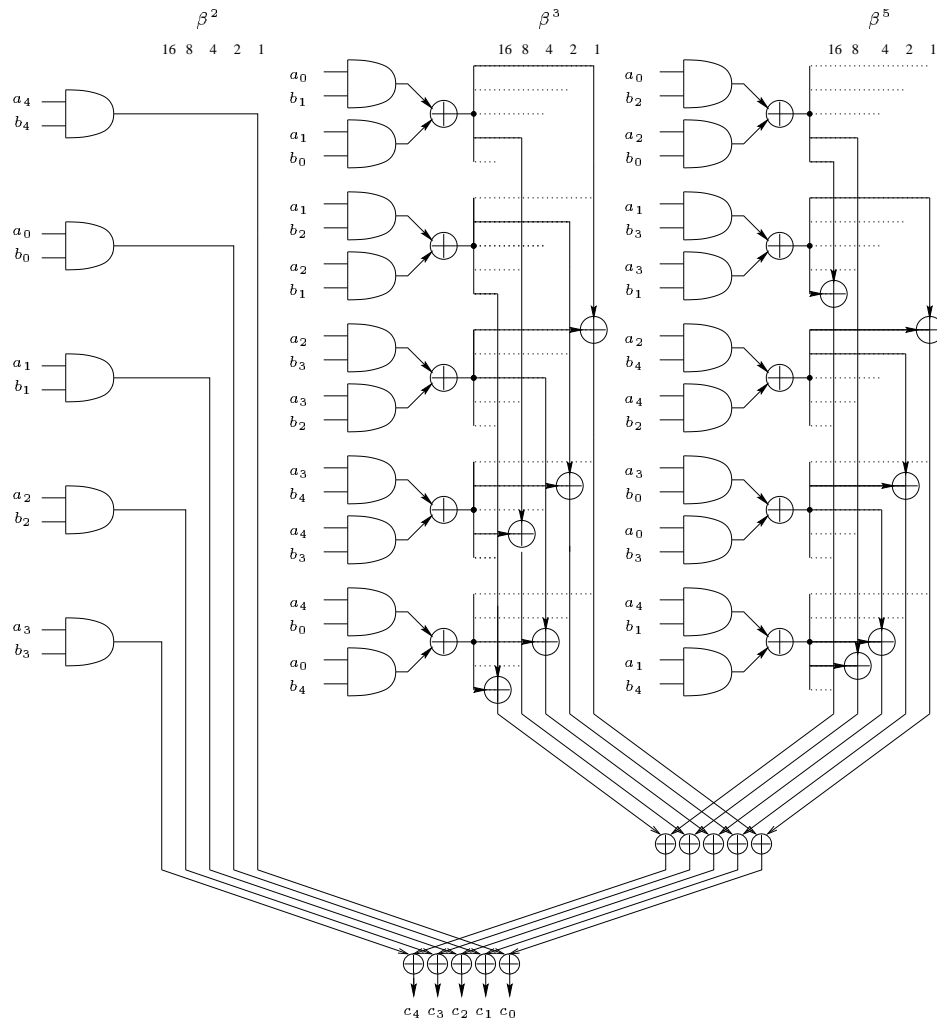 β² β³ β⁵
16 8 4 2 1 16 8 4 2 1 16 8 4 2 1
a₀ a₀
a₄ b₁ b₂
b₄ a₁ a₂
b₀ b₀
a₁ a₁
a₀ b₂ b₃
b₀ a₂ a₃
b₁ b₁
a₂ a₂
a₁ b₃ b₄
b₁ a₃ a₄
b₂ b₂
a₃ a₃
a₂ b₄ b₀
b₂ a₄ a₀
b₃ b₃
a₄ a₄
a₃ b₀ b₁
b₃ a₀ a₁
b₄ b₄
c₄ c₃ c₂ c₁ c₀